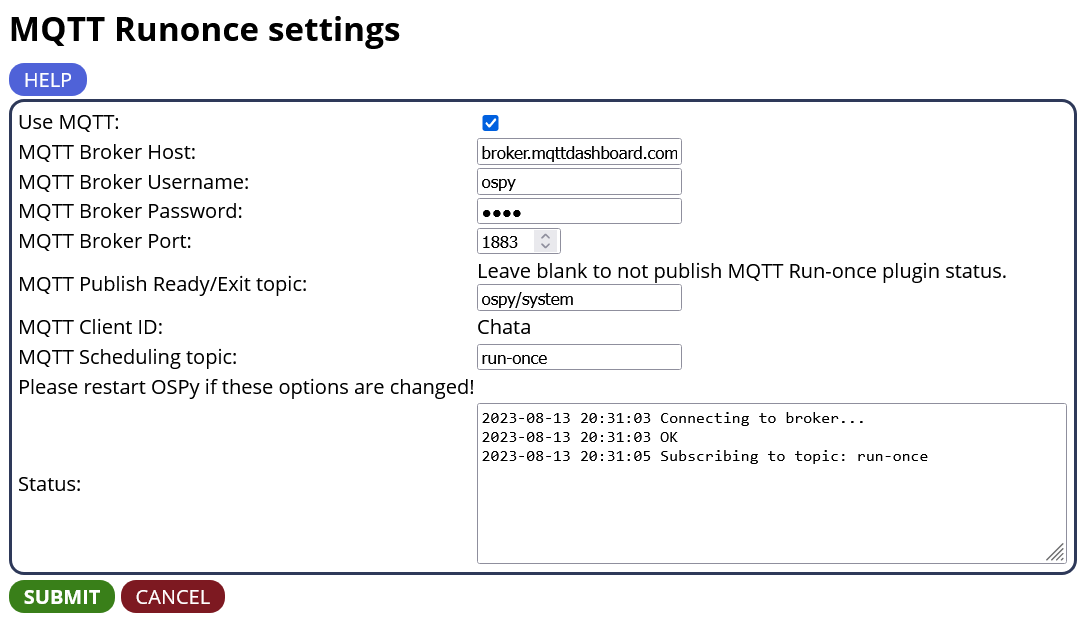 MQTT Runonce settings
HELP
Use MQTT:
MQTT Broker Host: broker.mqttdashboard.com
MQTT Broker Username: ospy
MQTT Broker Password: ●●●●
MQTT Broker Port: 1883
Leave blank to not publish MQTT Run-once plugin status.
MQTT Publish Ready/Exit topic: ospy/system
MQTT Client ID: Chata
MQTT Scheduling topic: run-once
Please restart OSPy if these options are changed!
Status:
2023-08-13 20:31:03 Connecting to broker...
2023-08-13 20:31:03 OK
2023-08-13 20:31:05 Subscribing to topic: run-once
SUBMIT CANCEL